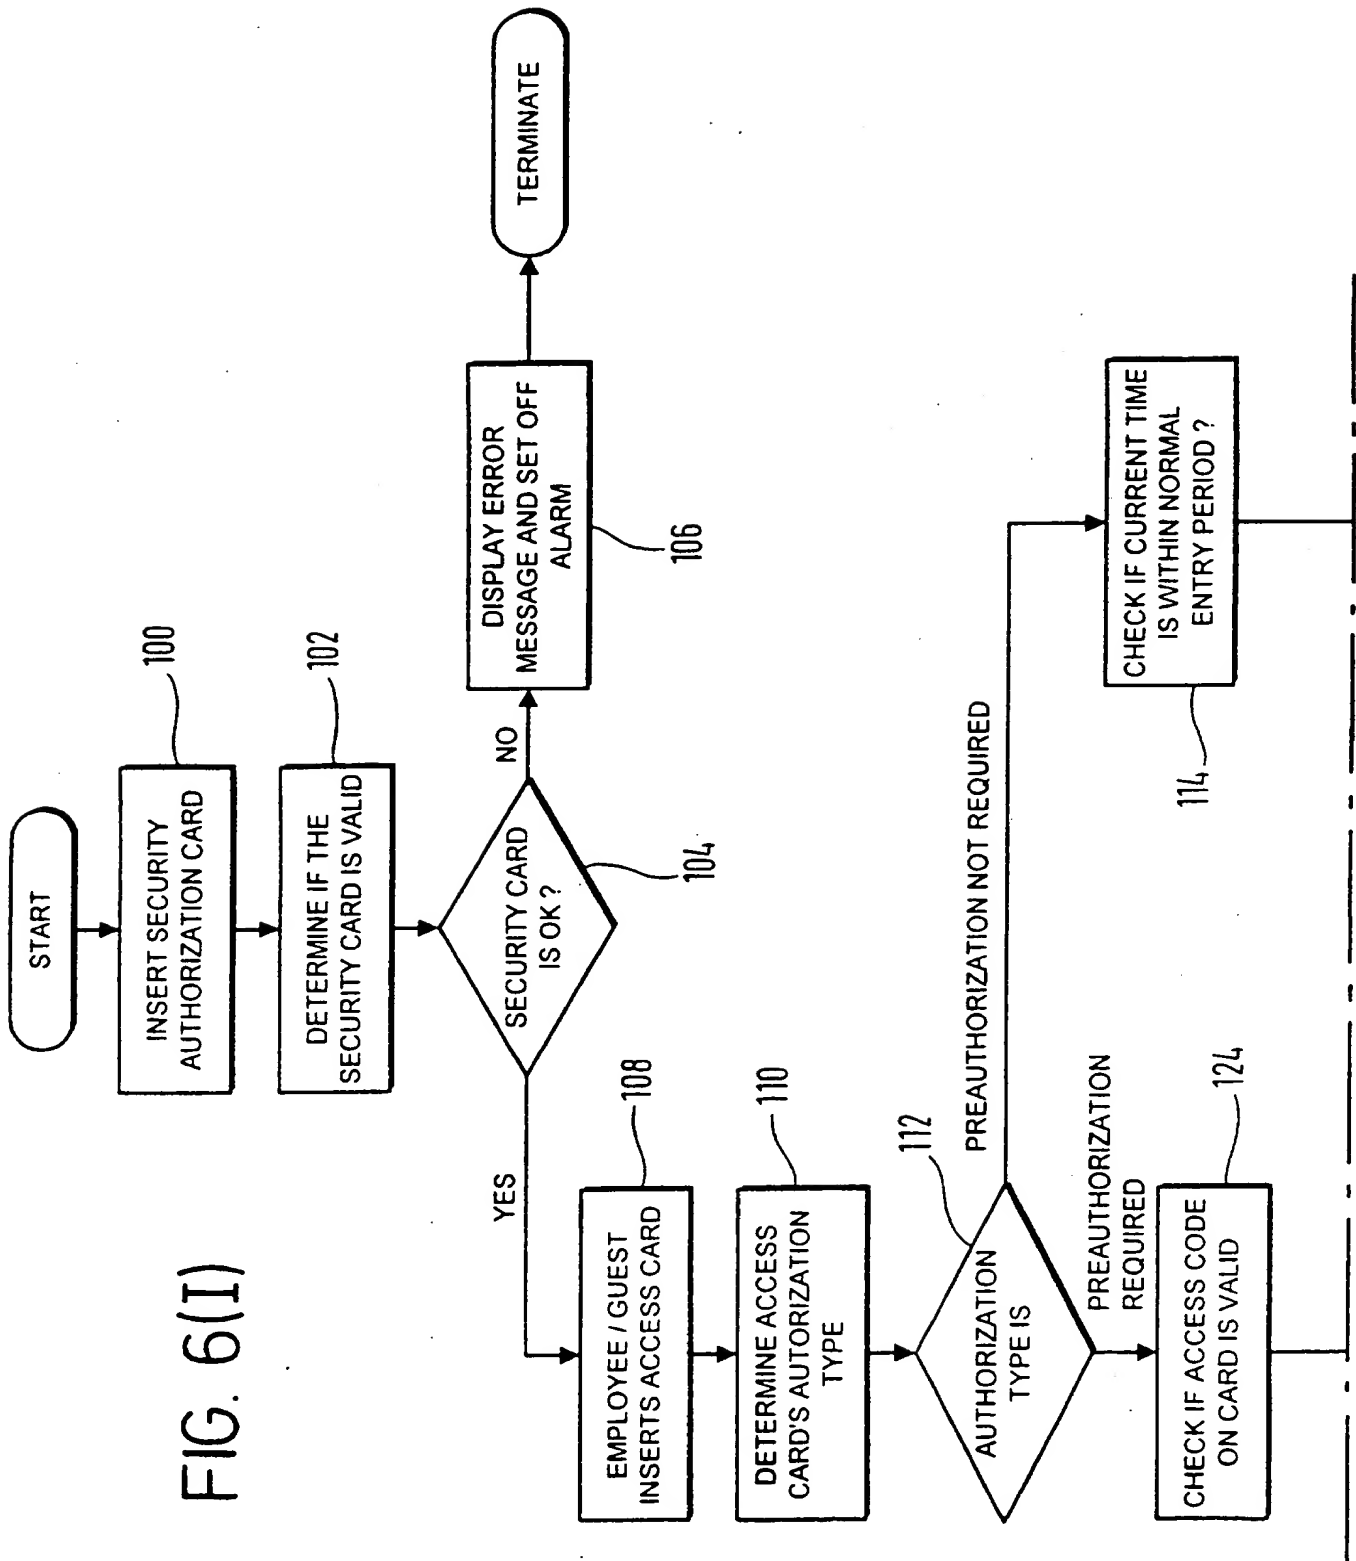 FIG. 6(I)
START
INSERT SECURITY
AUTHORIZATION CARD
100
DETERMINE IF THE
SECURITY CARD IS VALID
102
SECURITY CARD
IS OK ?
104
NO
DISPLAY ERROR
MESSAGE AND SET OFF
ALARM
106
TERMINATE
YES
EMPLOYEE / GUEST
INSERTS ACCESS CARD
108
DETERMINE ACCESS
CARD'S AUTORIZATION
TYPE
110
AUTHORIZATION
TYPE IS
112
PREAUTHORIZATION NOT REQUIRED
CHECK IF CURRENT TIME
IS WITHIN NORMAL
ENTRY PERIOD ?
114
PREAUTHORIZATION
REQUIRED
CHECK IF ACCESS CODE
ON CARD IS VALID
124